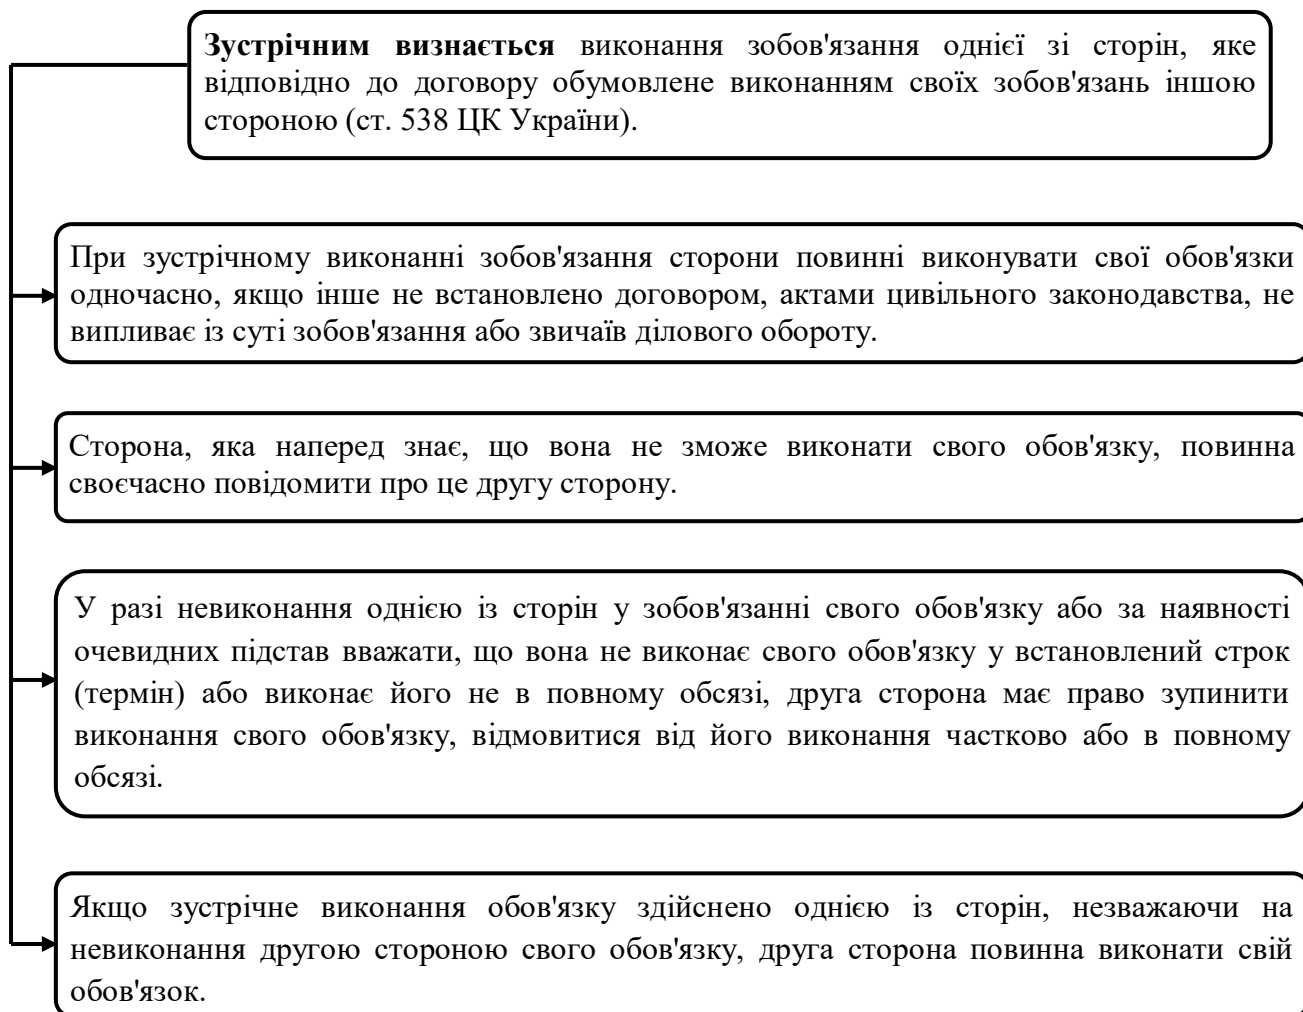 Зустрічним визнається виконання зобов'язання однієї зі сторін, яке
відповідно до договору обумовлене виконанням своїх зобов'язань іншою
стороною (ст. 538 ЦК України).
При зустрічному виконанні зобов'язання сторони повинні виконувати свої обов'язки
одночасно, якщо інше не встановлено договором, актами цивільного законодавства, не
випливає із суті зобов'язання або звичаїв ділового обороту.
Сторона, яка наперед знає, що вона не зможе виконати свого обов'язку, повинна
своєчасно повідомити про це другу сторону.
У разі невиконання однією із сторін у зобов'язанні свого обов'язку або за наявності
очевидних підстав вважати, що вона не виконає свого обов'язку у встановлений строк
(термін) або виконає його не в повному обсязі, друга сторона має право зупинити
виконання свого обов'язку, відмовитися від його виконання частково або в повному
обсязі.
Якщо зустрічне виконання обов'язку здійснено однією із сторін, незважаючи на
невиконання другою стороною свого обов'язку, друга сторона повинна виконати свій
обов'язок.